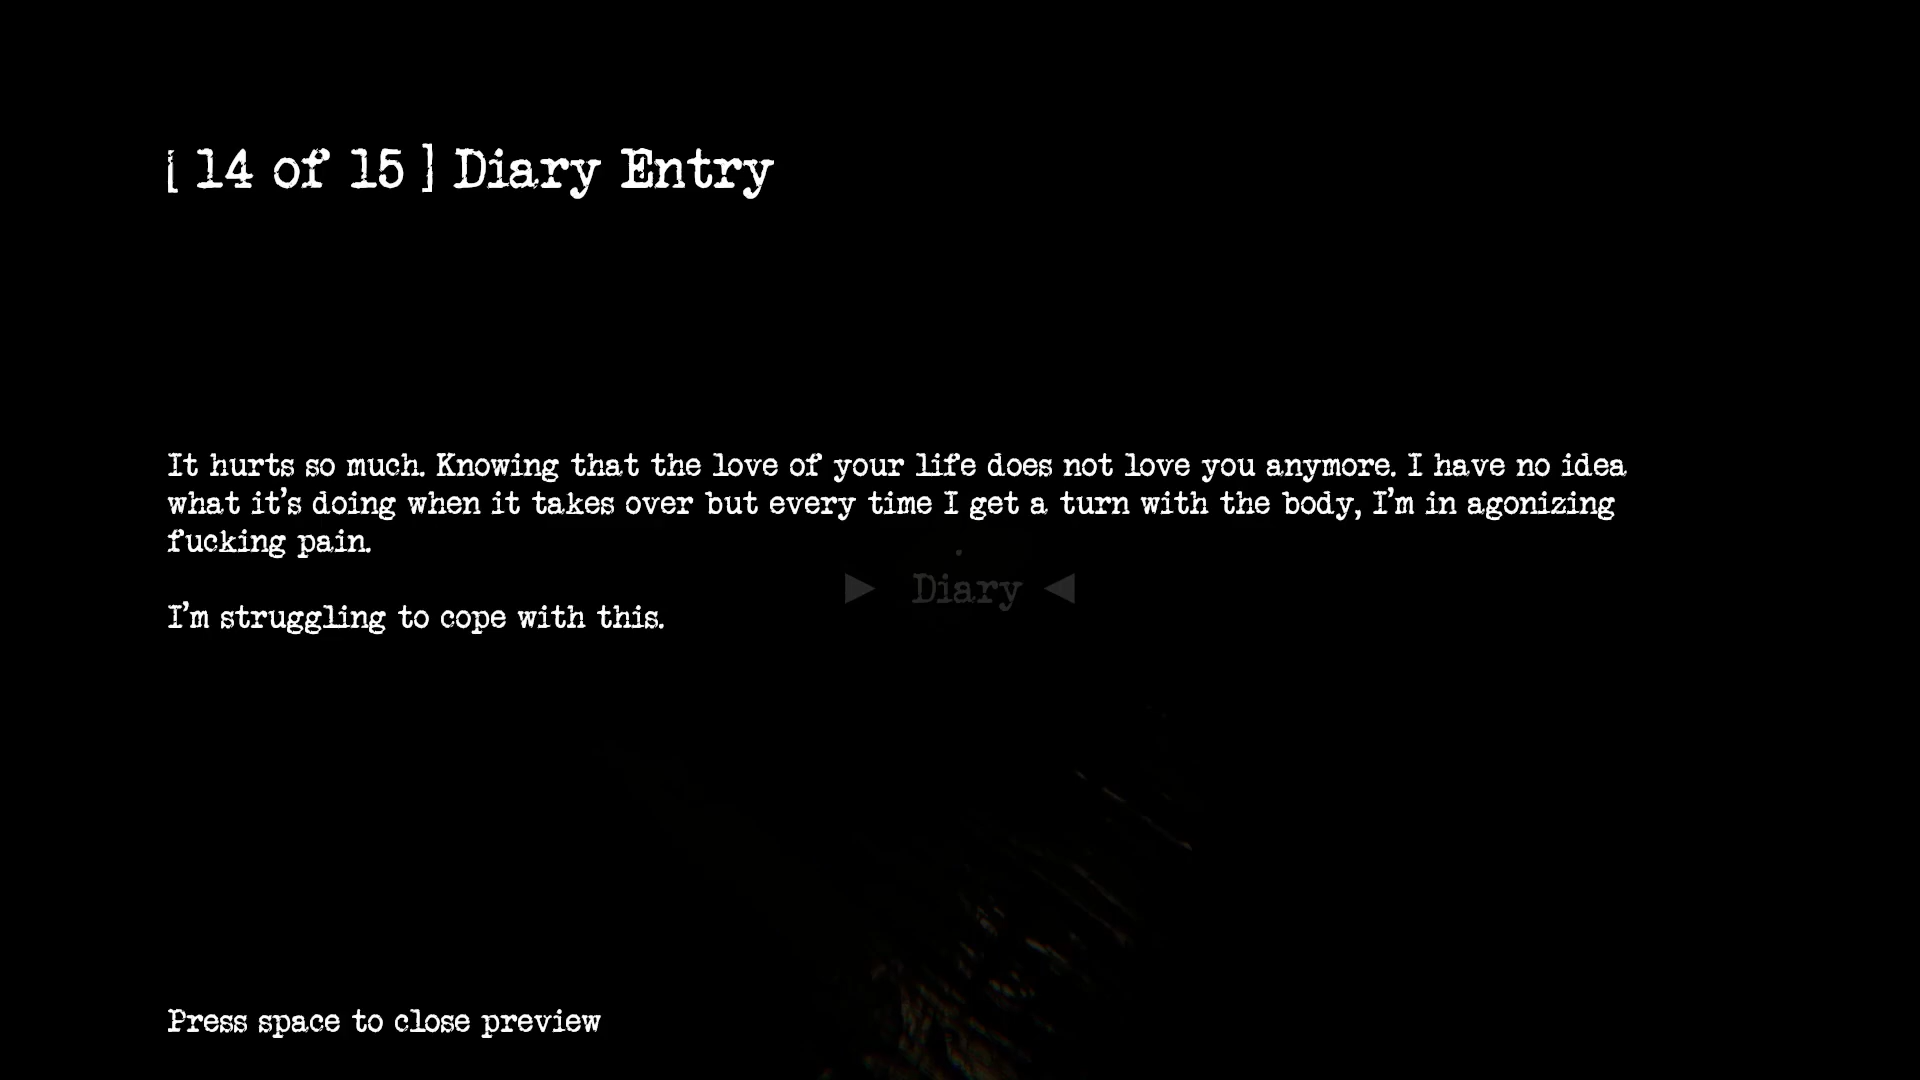 [ 14 of 15 ] Diary Entry
It hurts so much. Knowing that the love of your life does not love you anymore. I have no idea
what it's doing when it takes over but every time I get a turn with the body, I'm in agonizing
fucking pain.
▶ Diary ◀
I'm struggling to cope with this.
Press space to close preview